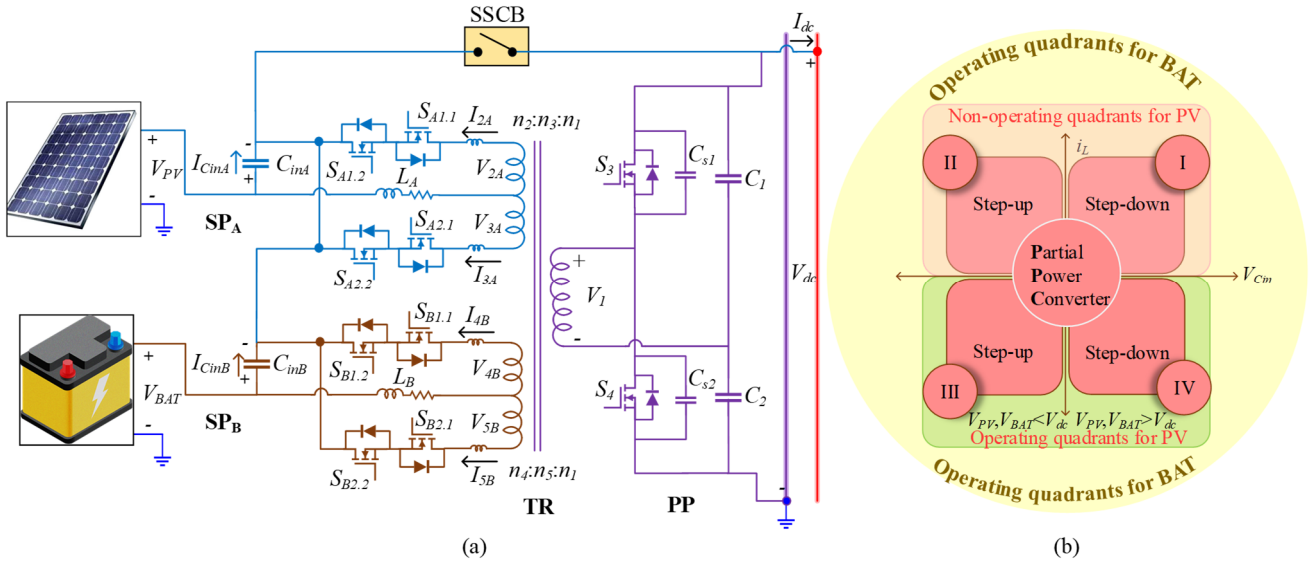 SSCB
I_dc
+
S_A1.1
I_2A
n_2:n_3:n_1
+
I_CinA
-
+
C_inA
S_A1.2
V_2A
V_PV
L_A
S_3
C_s1
C_1
-
SP_A
S_A2.1
V_3A
S_A2.2
I_3A
+
V_1
V_dc
-
S_B1.1
I_4B
+
I_CinB
-
+
C_inB
S_B1.2
V_4B
V_BAT
L_B
S_4
C_s2
C_2
-
SP_B
S_B2.1
V_5B
S_B2.2
I_5B
n_4:n_5:n_1
-
TR
PP
(a)
Operating quadrants for BAT
Non-operating quadrants for PV
II
i_L
I
Step-up
Step-down
Partial
Power
Converter
V_Cin
Step-up
Step-down
III
IV
V_PV,V_BAT<V_dc
V_PV,V_BAT>V_dc
Operating quadrants for PV
Operating quadrants for BAT
(b)